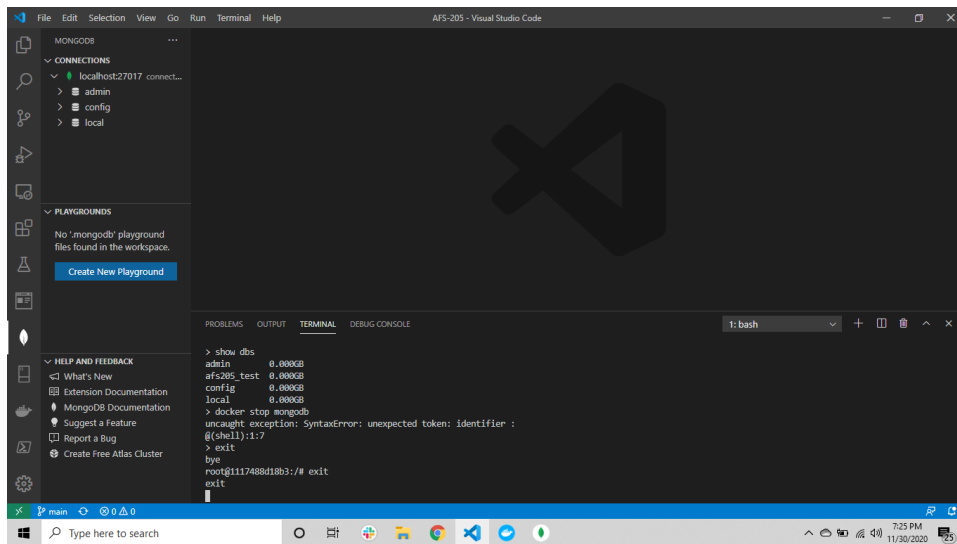 File Edit Selection View Go Run Terminal Help
AFS-205 - Visual Studio Code
MONGODB ···
CONNECTIONS
localhost:27017 connect...
admin
config
local
PLAYGROUNDS
No '.mongodb' playground
files found in the workspace.
Create New Playground
HELP AND FEEDBACK
What's New
Extension Documentation
MongoDB Documentation
Suggest a Feature
Report a Bug
Create Free Atlas Cluster
PROBLEMS OUTPUT TERMINAL DEBUG CONSOLE
1: bash
> show dbs
admin 0.000GB
afs205_test 0.000GB
config 0.000GB
local 0.000GB
> docker stop mongodb
uncaught exception: SyntaxError: unexpected token: identifier :
@(shell):1:7
> exit
bye
root@1117488d18b3:/# exit
exit
main 0 0
Type here to search
7:25 PM
11/30/2020
25